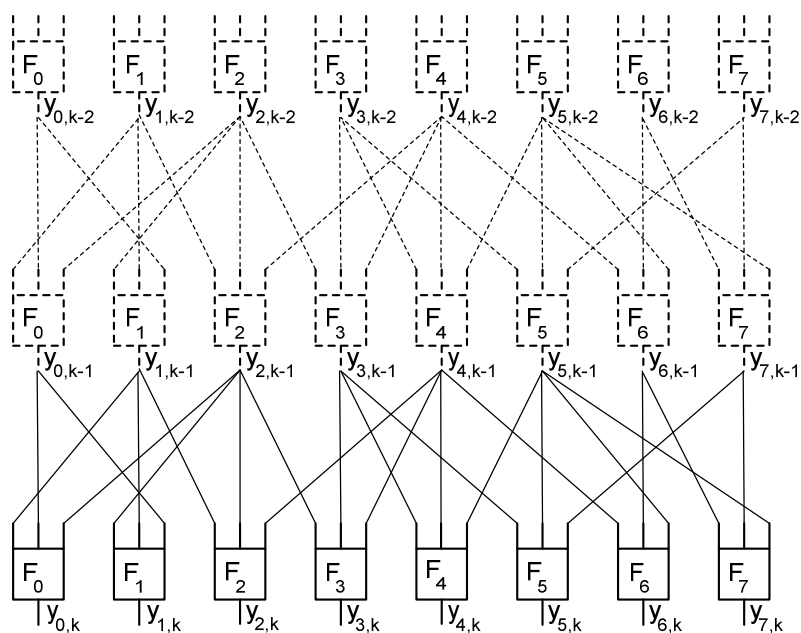 F0 F1 F2 F3 F4 F5 F6 F7
y0,k-2 y1,k-2 y2,k-2 y3,k-2 y4,k-2 y5,k-2 y6,k-2 y7,k-2
F0 F1 F2 F3 F4 F5 F6 F7
y0,k-1 y1,k-1 y2,k-1 y3,k-1 y4,k-1 y5,k-1 y6,k-1 y7,k-1
F0 F1 F2 F3 F4 F5 F6 F7
y0,k y1,k y2,k y3,k y4,k y5,k y6,k y7,k